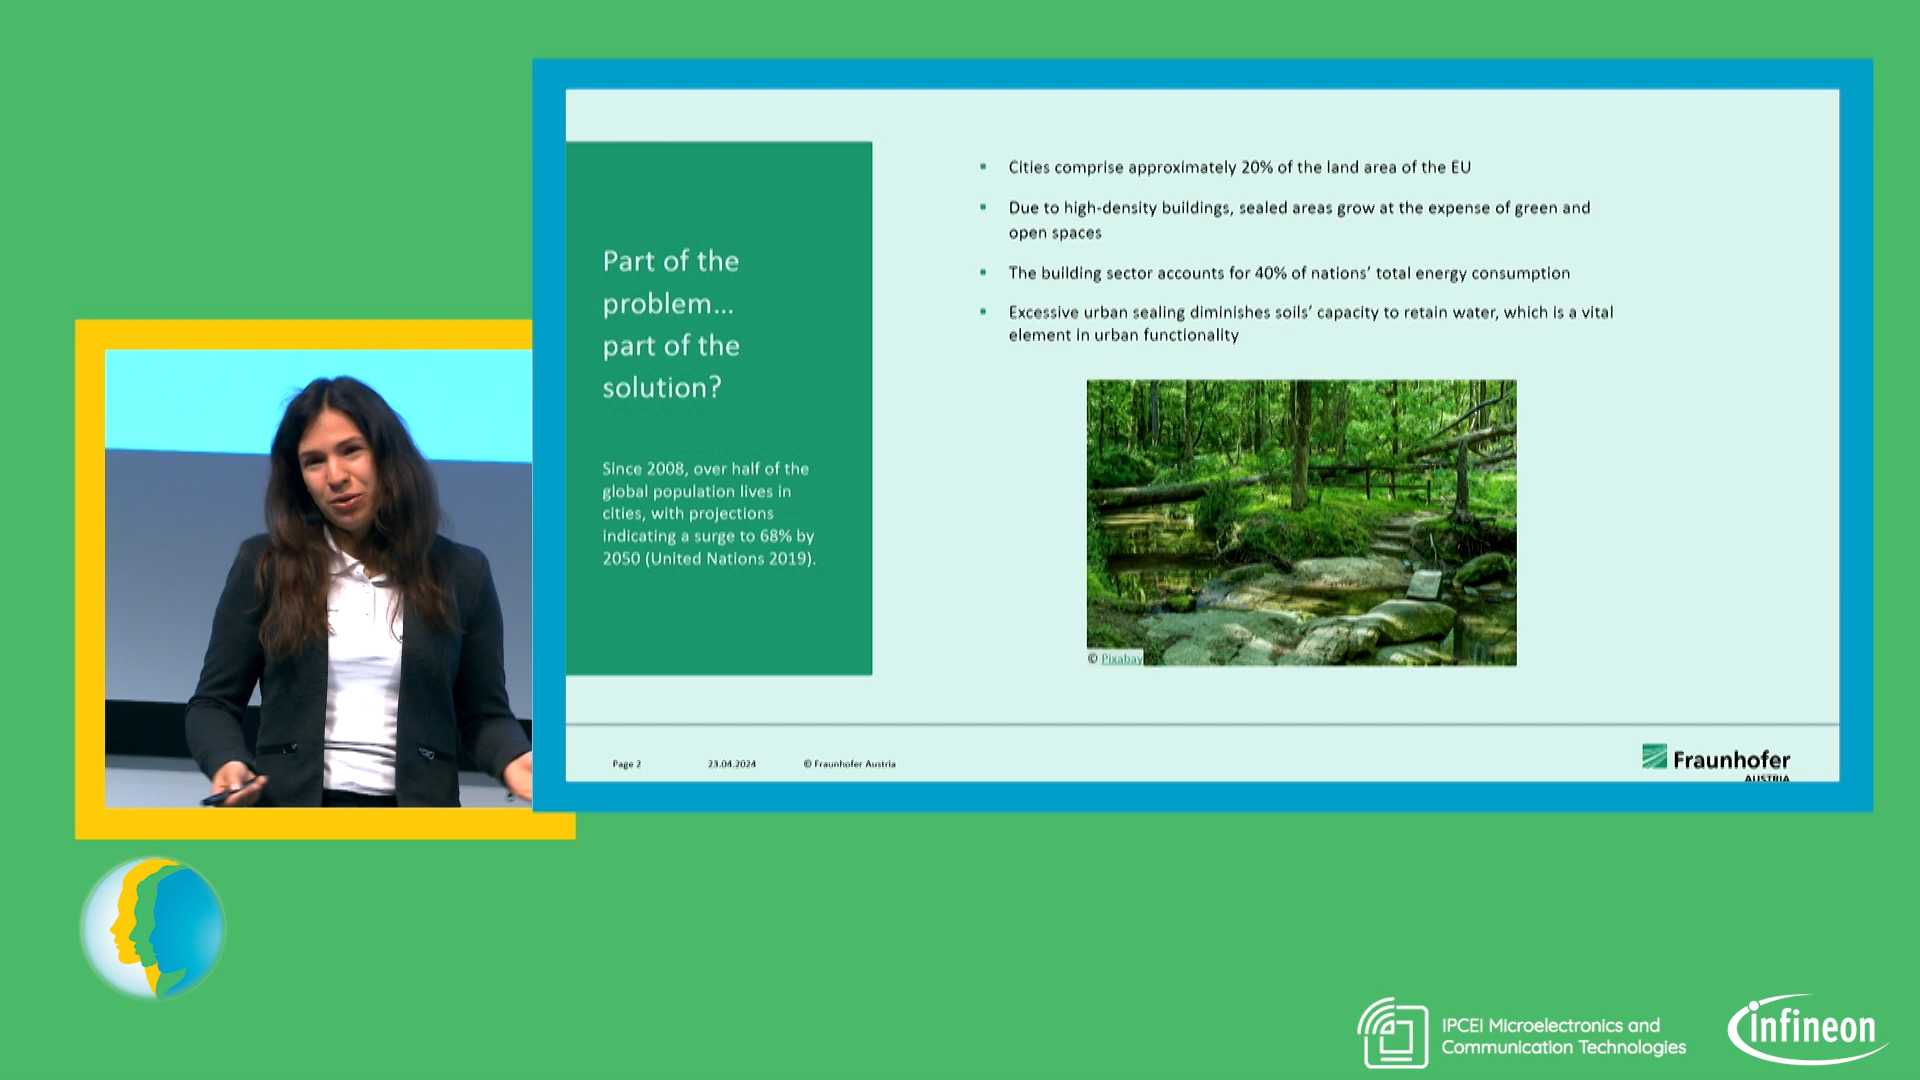 Part of the
problem...
part of the
solution?
Since 2008, over half of the
global population lives in
cities, with projections
indicating a surge to 68% by
2050 (United Nations 2019).
▪ Cities comprise approximately 20% of the land area of the EU
▪ Due to high-density buildings, sealed areas grow at the expense of green and
open spaces
▪ The building sector accounts for 40% of nations' total energy consumption
▪ Excessive urban sealing diminishes soils' capacity to retain water, which is a vital
element in urban functionality
© Pixabay
Page 2 23.04.2024 © Fraunhofer Austria
Fraunhofer
AUSTRIA
IPCEI Microelectronics and
Communication Technologies
infineon